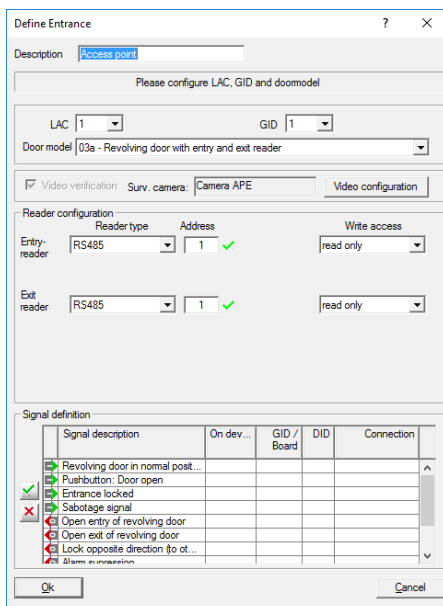 Define Entrance ? ×
Description Access point
Please configure LAC, GID and doormodel
LAC 1 GID 1
Door model 03a - Revolving door with entry and exit reader
Video verification Surv. camera: Camera APE Video configuration
Reader configuration
Reader type Address Write access
Entry-
reader RS485 1 read only
Exit
reader RS485 1 read only
Signal definition
Signal description On dev... GID / Board DID Connection
Revolving door in normal posit...
Pushbutton: Door open
Entrance locked
Sabotage signal
Open entry of revolving door
Open exit of revolving door
Lock opposite direction (to ot...
Alarm supression
Ok Cancel